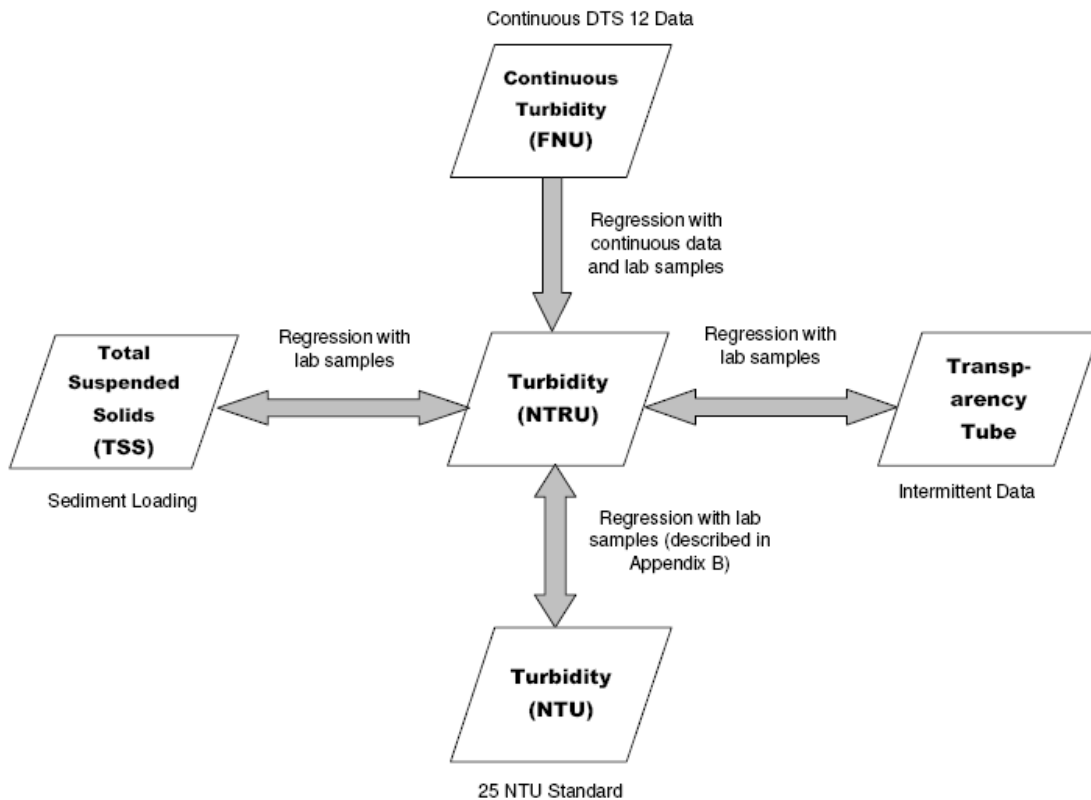 Continuous DTS 12 Data
Continuous
Turbidity
(FNU)
Regression with
continuous data
and lab samples
Total
Suspended
Solids
(TSS)
Sediment Loading
Regression with
lab samples
Turbidity
(NTRU)
Regression with
lab samples
Transp-
arency
Tube
Intermittent Data
Regression with lab
samples (described in
Appendix B)
Turbidity
(NTU)
25 NTU Standard